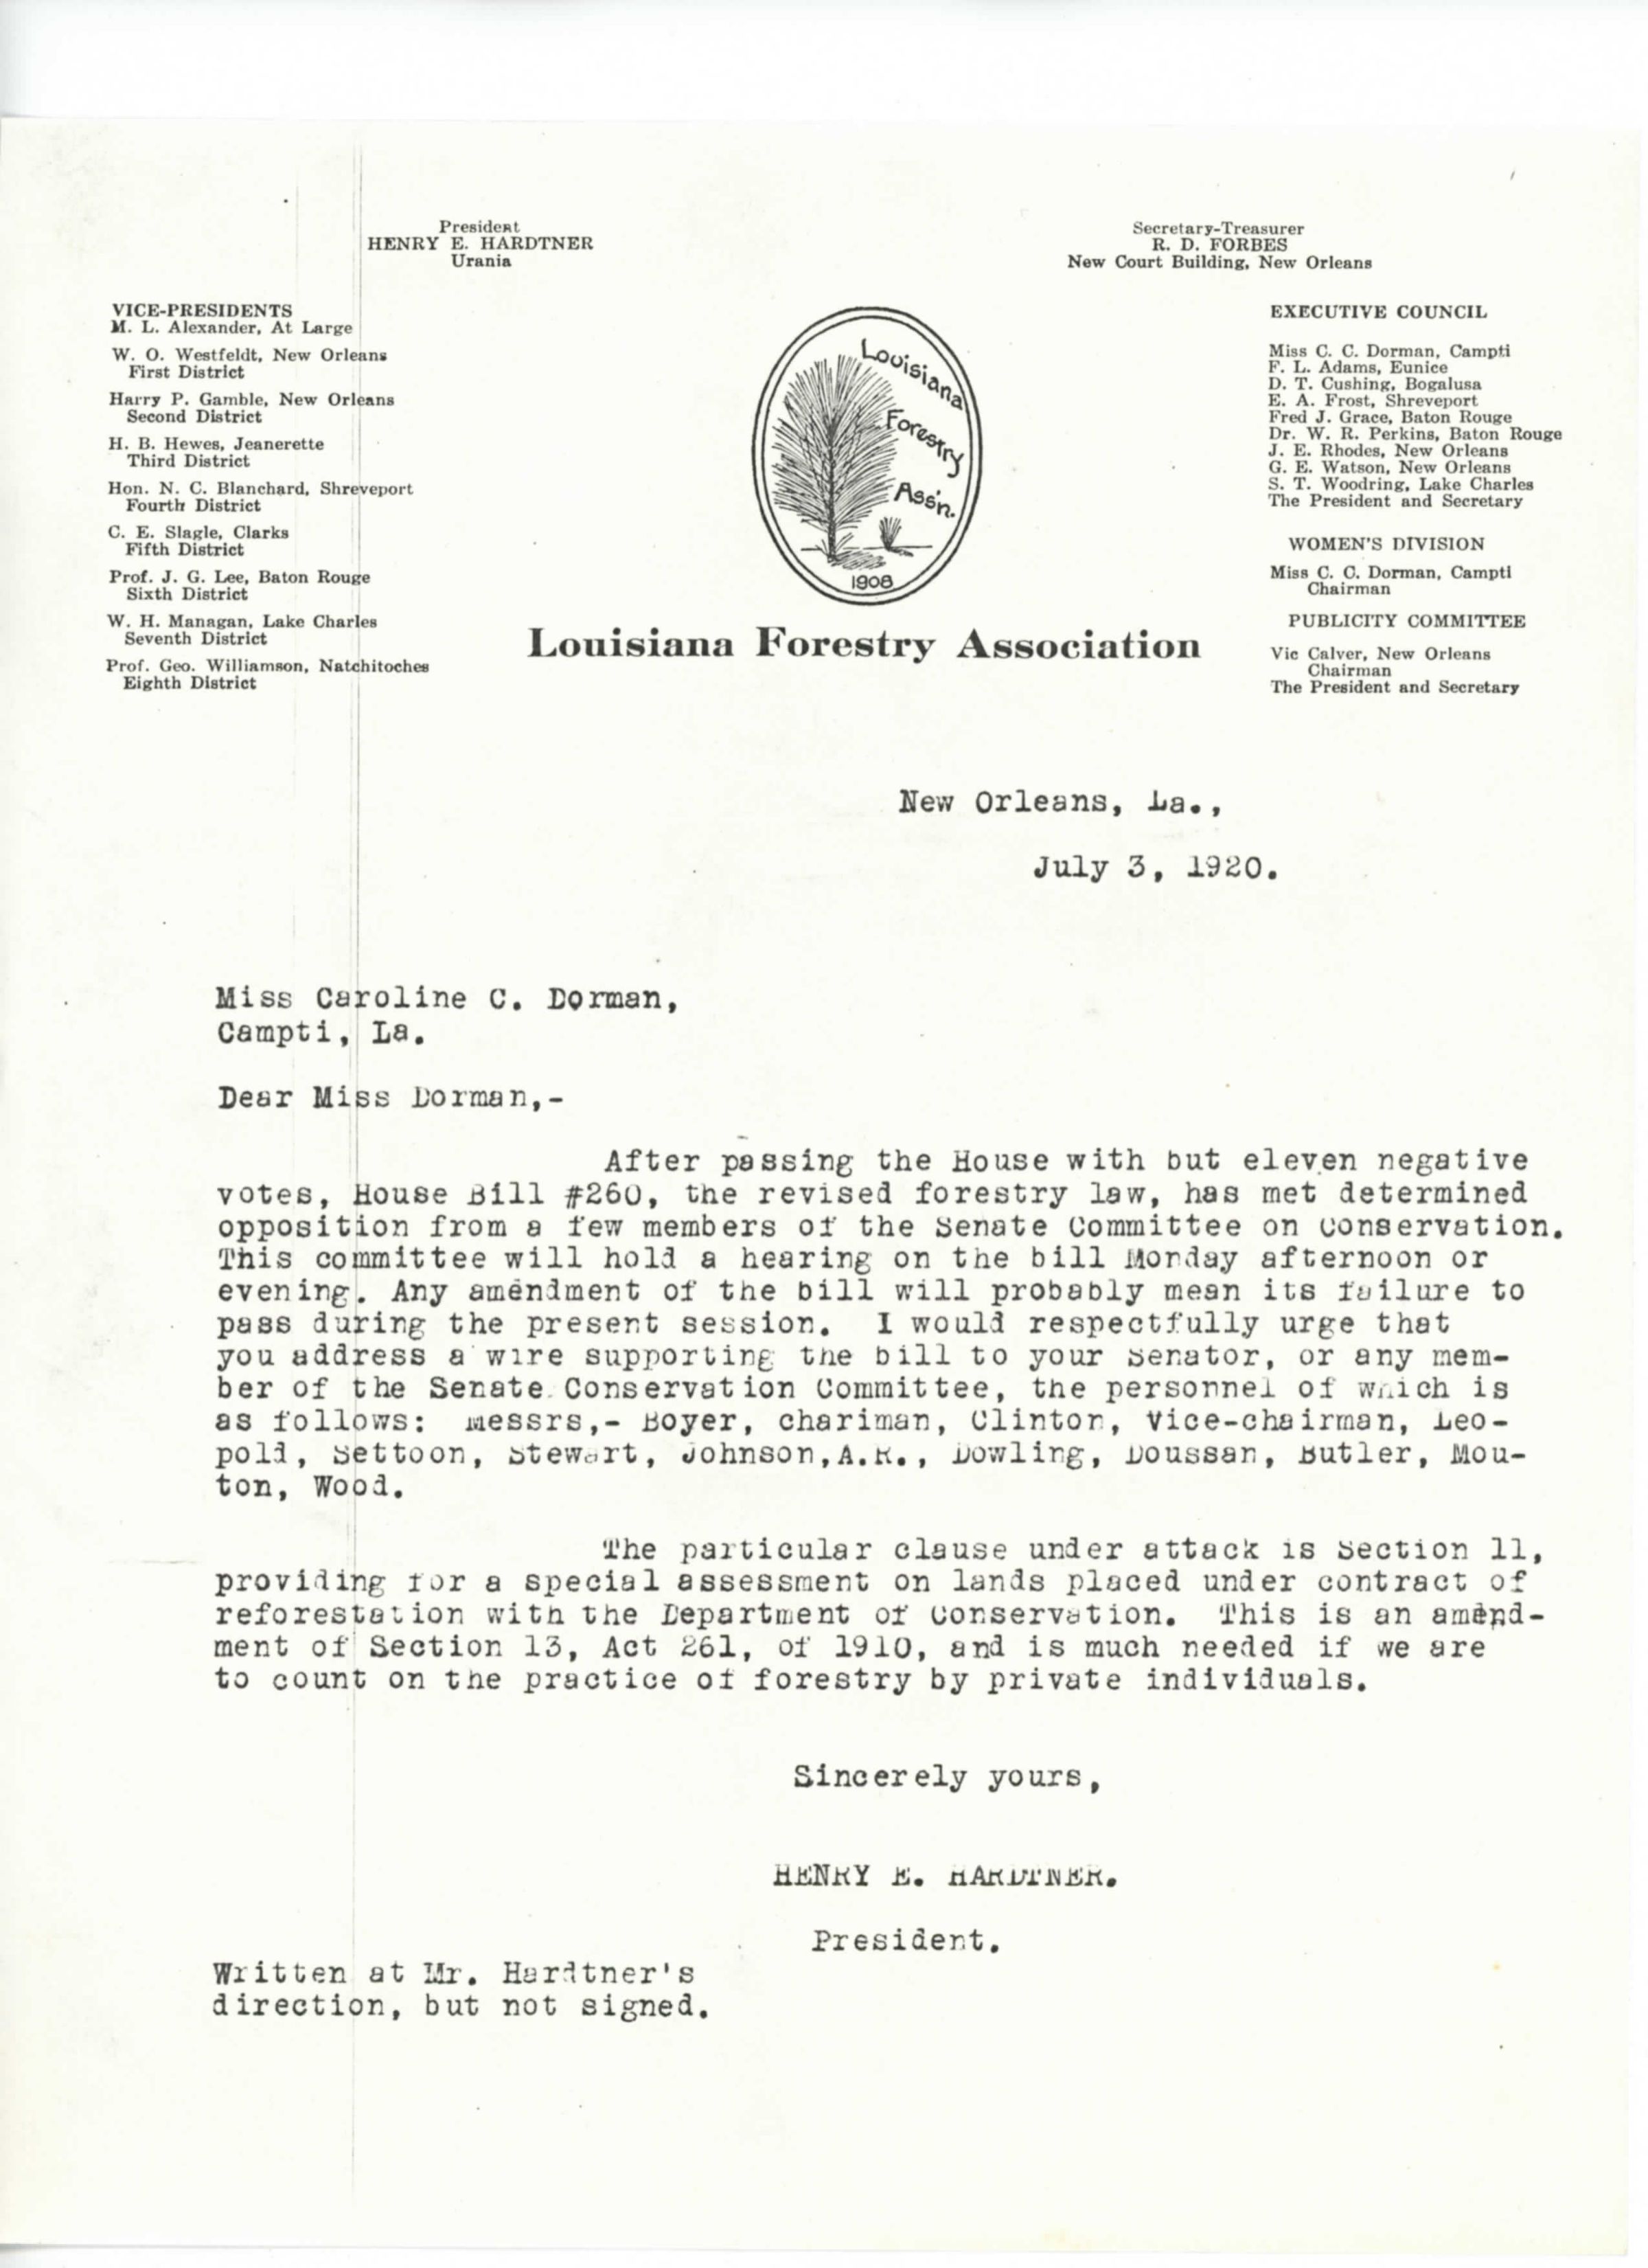 President
HENRY E. HARDTNER
Urania
Secretary-Treasurer
R. D. FORBES
New Court Building, New Orleans
VICE-PRESIDENTS
M. L. Alexander, At Large
W. O. Westfeldt, New Orleans
First District
Harry P. Gamble, New Orleans
Second District
H. B. Hewes, Jeanerette
Third District
Hon. N. C. Blanchard, Shreveport
Fourth District
C. E. Slagle, Clarks
Fifth District
Prof. J. G. Lee, Baton Rouge
Sixth District
W. H. Managan, Lake Charles
Seventh District
Prof. Geo. Williamson, Natchitoches
Eighth District
Louisiana
Forestry
Ass'n.
1908
Louisiana Forestry Association
EXECUTIVE COUNCIL
Miss C. C. Dorman, Campti
F. L. Adams, Eunice
D. T. Cushing, Bogalusa
E. A. Frost, Shreveport
Fred J. Grace, Baton Rouge
Dr. W. R. Perkins, Baton Rouge
J. E. Rhodes, New Orleans
G. E. Watson, New Orleans
S. T. Woodring, Lake Charles
The President and Secretary
WOMEN'S DIVISION
Miss C. C. Dorman, Campti
Chairman
PUBLICITY COMMITTEE
Vic Calver, New Orleans
Chairman
The President and Secretary
New Orleans, La.,
July 3, 1920.
Miss Caroline C. Dorman,
Campti, La.
Dear Miss Dorman,-
After passing the House with but eleven negative
votes, House Bill #260, the revised forestry law, has met determined
opposition from a few members of the Senate Committee on Conservation.
This committee will hold a hearing on the bill Monday afternoon or
evening. Any amendment of the bill will probably mean its failure to
pass during the present session. I would respectfully urge that
you address a wire supporting the bill to your Senator, or any mem-
ber of the Senate Conservation Committee, the personnel of which is
as follows: Messrs,- Boyer, chariman, Clinton, Vice-chairman, Leo-
pold, Settoon, Stewart, Johnson,A.R., Dowling, Doussan, Butler, Mou-
ton, Wood.
The particular clause under attack is Section 11,
providing for a special assessment on lands placed under contract of
reforestation with the Department of Conservation. This is an amend-
ment of Section 13, Act 261, of 1910, and is much needed if we are
to count on the practice of forestry by private individuals.
Sincerely yours,
HENRY E. HARDTNER.
President.
Written at Mr. Hardtner's
direction, but not signed.